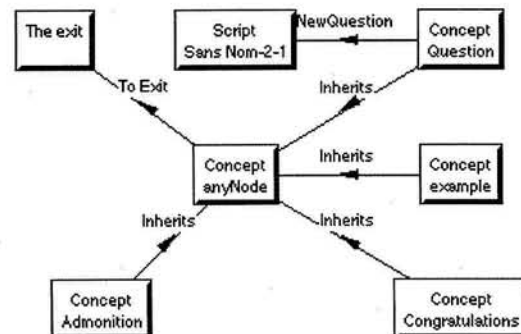 The exit
Script
Sans Nom-2-1
NewQuestion
Concept
Question
To Exit
Inherits
Concept
anyNode
Inherits
Concept
example
Inherits
Inherits
Concept
Admonition
Concept
Congratulations